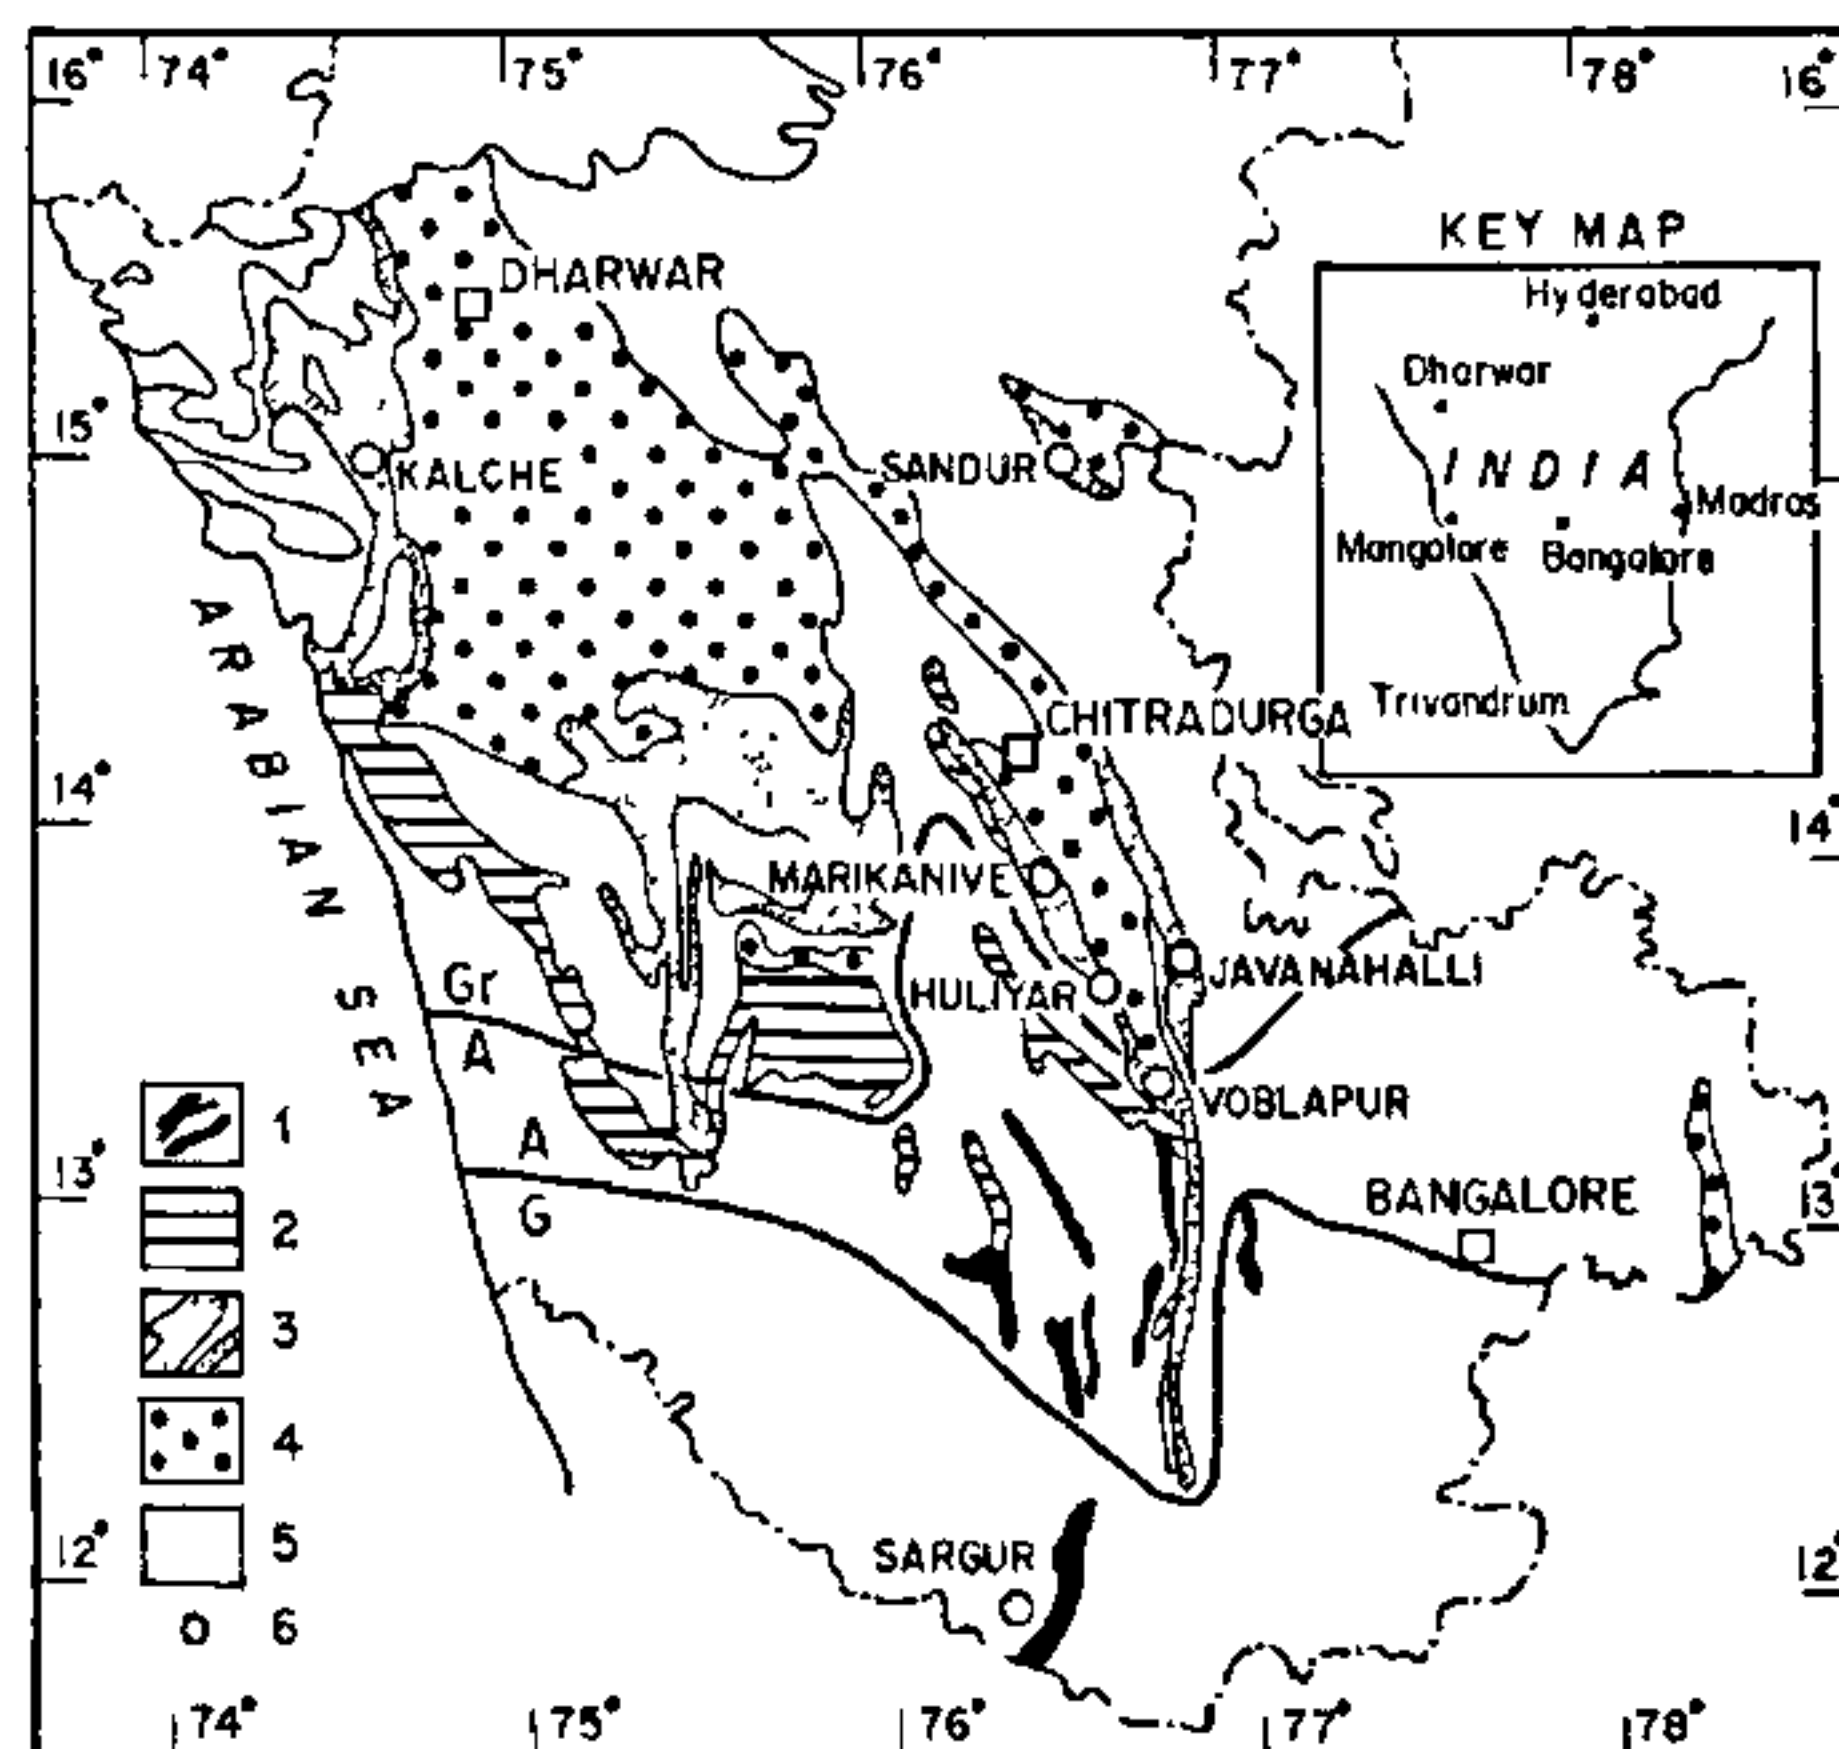 16° 74° 75° 76° 77° 78° 16°
KEY MAP
Hyderabad
Dharwar
INDIA
Madras
Mangalore Bangalore
Trivandrum
DHARWAR
15°
KALCHE
SANDUR
ARABIAN SEA
CHITRADURGA
14° 14°
MARIKANIVE
Gr
A
HULIYAR
JAVANAHALLI
VOBLAPUR
A
G
13° 13
BANGALORE
1
2
3
4
5
6
SARGUR
12° 12°
74° 75° 76° 77° 78°